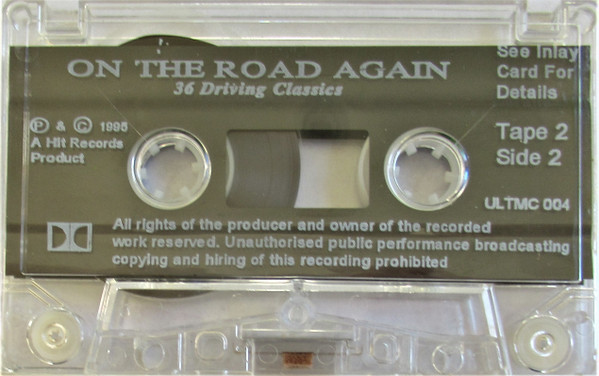 ON THE ROAD AGAIN
36 Driving Classics
See Inlay
Card For
Details
℗ & © 1995
A Hit Records
Product
Tape 2
Side 2
ULTMC 004
All rights of the producer and owner of the recorded
work reserved. Unauthorised public performance broadcasting
copying and hiring of this recording prohibited